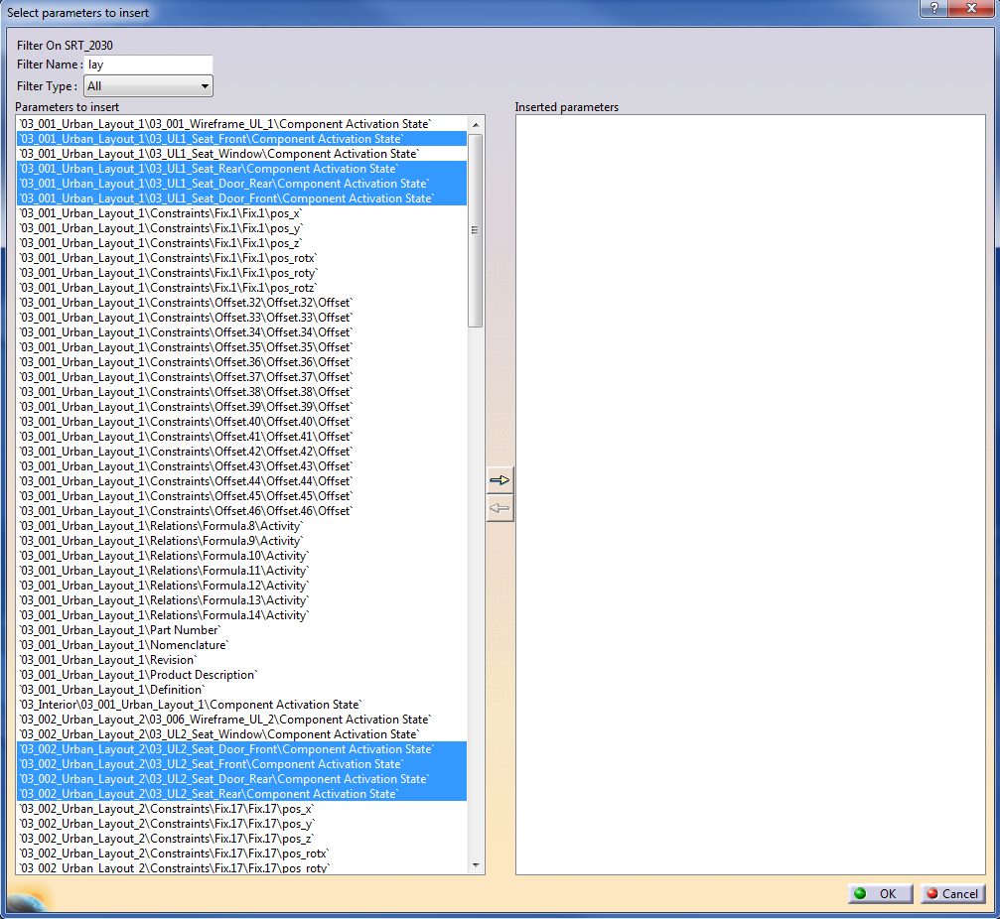 Select parameters to insert
?
X
Filter On SRT_2030
Filter Name : lay
Filter Type : All
Parameters to insert
Inserted parameters
`03_001_Urban_Layout_1\03_001_Wireframe_UL_1\Component Activation State`
`03_001_Urban_Layout_1\03_UL1_Seat_Front\Component Activation State`
`03_001_Urban_Layout_1\03_UL1_Seat_Window\Component Activation State`
`03_001_Urban_Layout_1\03_UL1_Seat_Rear\Component Activation State`
`03_001_Urban_Layout_1\03_UL1_Seat_Door_Rear\Component Activation State`
`03_001_Urban_Layout_1\03_UL1_Seat_Door_Front\Component Activation State`
`03_001_Urban_Layout_1\Constraints\Fix.1\Fix.1\pos_x`
`03_001_Urban_Layout_1\Constraints\Fix.1\Fix.1\pos_y`
`03_001_Urban_Layout_1\Constraints\Fix.1\Fix.1\pos_z`
`03_001_Urban_Layout_1\Constraints\Fix.1\Fix.1\pos_rotx`
`03_001_Urban_Layout_1\Constraints\Fix.1\Fix.1\pos_roty`
`03_001_Urban_Layout_1\Constraints\Fix.1\Fix.1\pos_rotz`
`03_001_Urban_Layout_1\Constraints\Offset.32\Offset.32\Offset`
`03_001_Urban_Layout_1\Constraints\Offset.33\Offset.33\Offset`
`03_001_Urban_Layout_1\Constraints\Offset.34\Offset.34\Offset`
`03_001_Urban_Layout_1\Constraints\Offset.35\Offset.35\Offset`
`03_001_Urban_Layout_1\Constraints\Offset.36\Offset.36\Offset`
`03_001_Urban_Layout_1\Constraints\Offset.37\Offset.37\Offset`
`03_001_Urban_Layout_1\Constraints\Offset.38\Offset.38\Offset`
`03_001_Urban_Layout_1\Constraints\Offset.39\Offset.39\Offset`
`03_001_Urban_Layout_1\Constraints\Offset.40\Offset.40\Offset`
`03_001_Urban_Layout_1\Constraints\Offset.41\Offset.41\Offset`
`03_001_Urban_Layout_1\Constraints\Offset.42\Offset.42\Offset`
`03_001_Urban_Layout_1\Constraints\Offset.43\Offset.43\Offset`
`03_001_Urban_Layout_1\Constraints\Offset.44\Offset.44\Offset`
`03_001_Urban_Layout_1\Constraints\Offset.45\Offset.45\Offset`
`03_001_Urban_Layout_1\Constraints\Offset.46\Offset.46\Offset`
`03_001_Urban_Layout_1\Relations\Formula.8\Activity`
`03_001_Urban_Layout_1\Relations\Formula.9\Activity`
`03_001_Urban_Layout_1\Relations\Formula.10\Activity`
`03_001_Urban_Layout_1\Relations\Formula.11\Activity`
`03_001_Urban_Layout_1\Relations\Formula.12\Activity`
`03_001_Urban_Layout_1\Relations\Formula.13\Activity`
`03_001_Urban_Layout_1\Relations\Formula.14\Activity`
`03_001_Urban_Layout_1\Part Number`
`03_001_Urban_Layout_1\Nomenclature`
`03_001_Urban_Layout_1\Revision`
`03_001_Urban_Layout_1\Product Description`
`03_001_Urban_Layout_1\Definition`
`03_Interior\03_001_Urban_Layout_1\Component Activation State`
`03_002_Urban_Layout_2\03_006_Wireframe_UL_2\Component Activation State`
`03_002_Urban_Layout_2\03_UL2_Seat_Window\Component Activation State`
`03_002_Urban_Layout_2\03_UL2_Seat_Door_Front\Component Activation State`
`03_002_Urban_Layout_2\03_UL2_Seat_Front\Component Activation State`
`03_002_Urban_Layout_2\03_UL2_Seat_Door_Rear\Component Activation State`
`03_002_Urban_Layout_2\03_UL2_Seat_Rear\Component Activation State`
`03_002_Urban_Layout_2\Constraints\Fix.17\Fix.17\pos_x`
`03_002_Urban_Layout_2\Constraints\Fix.17\Fix.17\pos_y`
`03_002_Urban_Layout_2\Constraints\Fix.17\Fix.17\pos_z`
`03_002_Urban_Layout_2\Constraints\Fix.17\Fix.17\pos_rotx`
`03_002_Urban_Layout_2\Constraints\Fix.17\Fix.17\pos_roty`
OK
Cancel